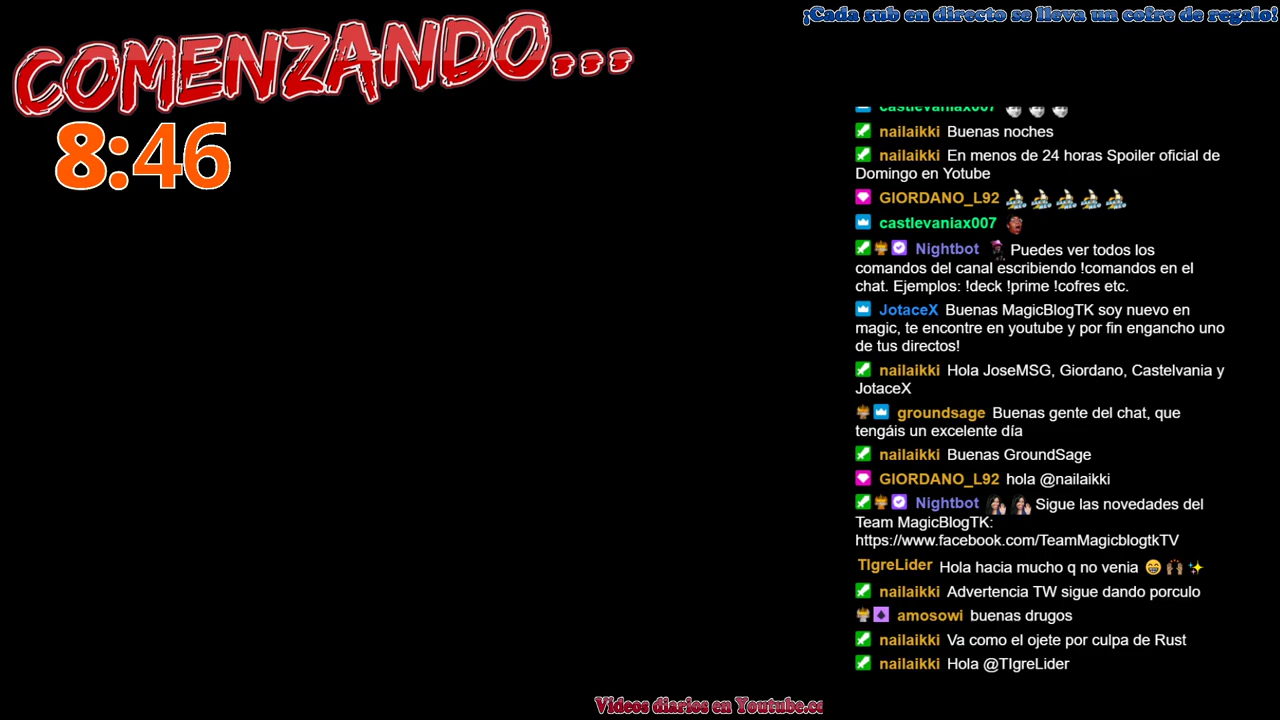 ¡Cada sub en directo se lleva un cofre de regalo!
COMENZANDO...
8:46
castlevaniax007
nailaikki Buenas noches
nailaikki En menos de 24 horas Spoiler oficial de
Domingo en Yotube
GIORDANO_L92
castlevaniax007
Nightbot Puedes ver todos los
comandos del canal escribiendo !comandos en el
chat. Ejemplos: !deck !prime !cofres etc.
JotaceX Buenas MagicBlogTK soy nuevo en
magic, te encontre en youtube y por fin engancho uno
de tus directos!
nailaikki Hola JoseMSG, Giordano, Castelvania y
JotaceX
groundsage Buenas gente del chat, que
tengáis un excelente día
nailaikki Buenas GroundSage
GIORDANO_L92 hola @nailaikki
Nightbot Sigue las novedades del
Team MagicBlogTK:
https://www.facebook.com/TeamMagicblogtkTV
TIgreLider Hola hacia mucho q no venia 😁 🙌🏽 ✨
nailaikki Advertencia TW sigue dando porculo
amosowi buenas drugos
nailaikki Va como el ojete por culpa de Rust
nailaikki Hola @TIgreLider
Videos diarios en Youtube.co